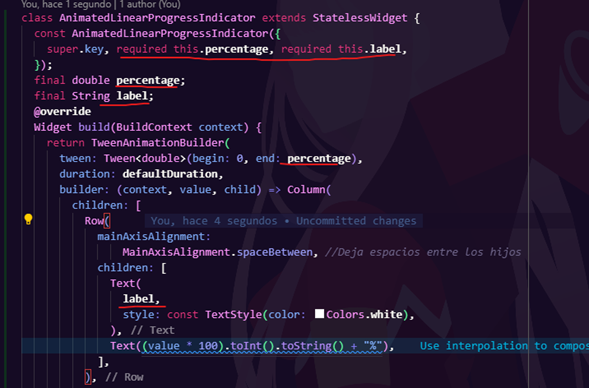 You, hace 1 segundo | 1 author (You)
class AnimatedLinearProgressIndicator extends StatelessWidget {
const AnimatedLinearProgressIndicator({
super.key, required this.percentage, required this.label,
});
final double percentage;
final String label;
@override
Widget build(BuildContext context) {
return TweenAnimationBuilder(
tween: Tween<double>(begin: 0, end: percentage),
duration: defaultDuration,
builder: (context, value, child) => Column(
children: [
Row( You, hace 4 segundos • Uncommitted changes
mainAxisAlignment:
MainAxisAlignment.spaceBetween, //Deja espacios entre los hijos
children: [
Text(
label,
style: const TextStyle(color: Colors.white),
), // Text
Text((value * 100).toInt().toString() + "%"), Use interpolation to compos
],
), // Row